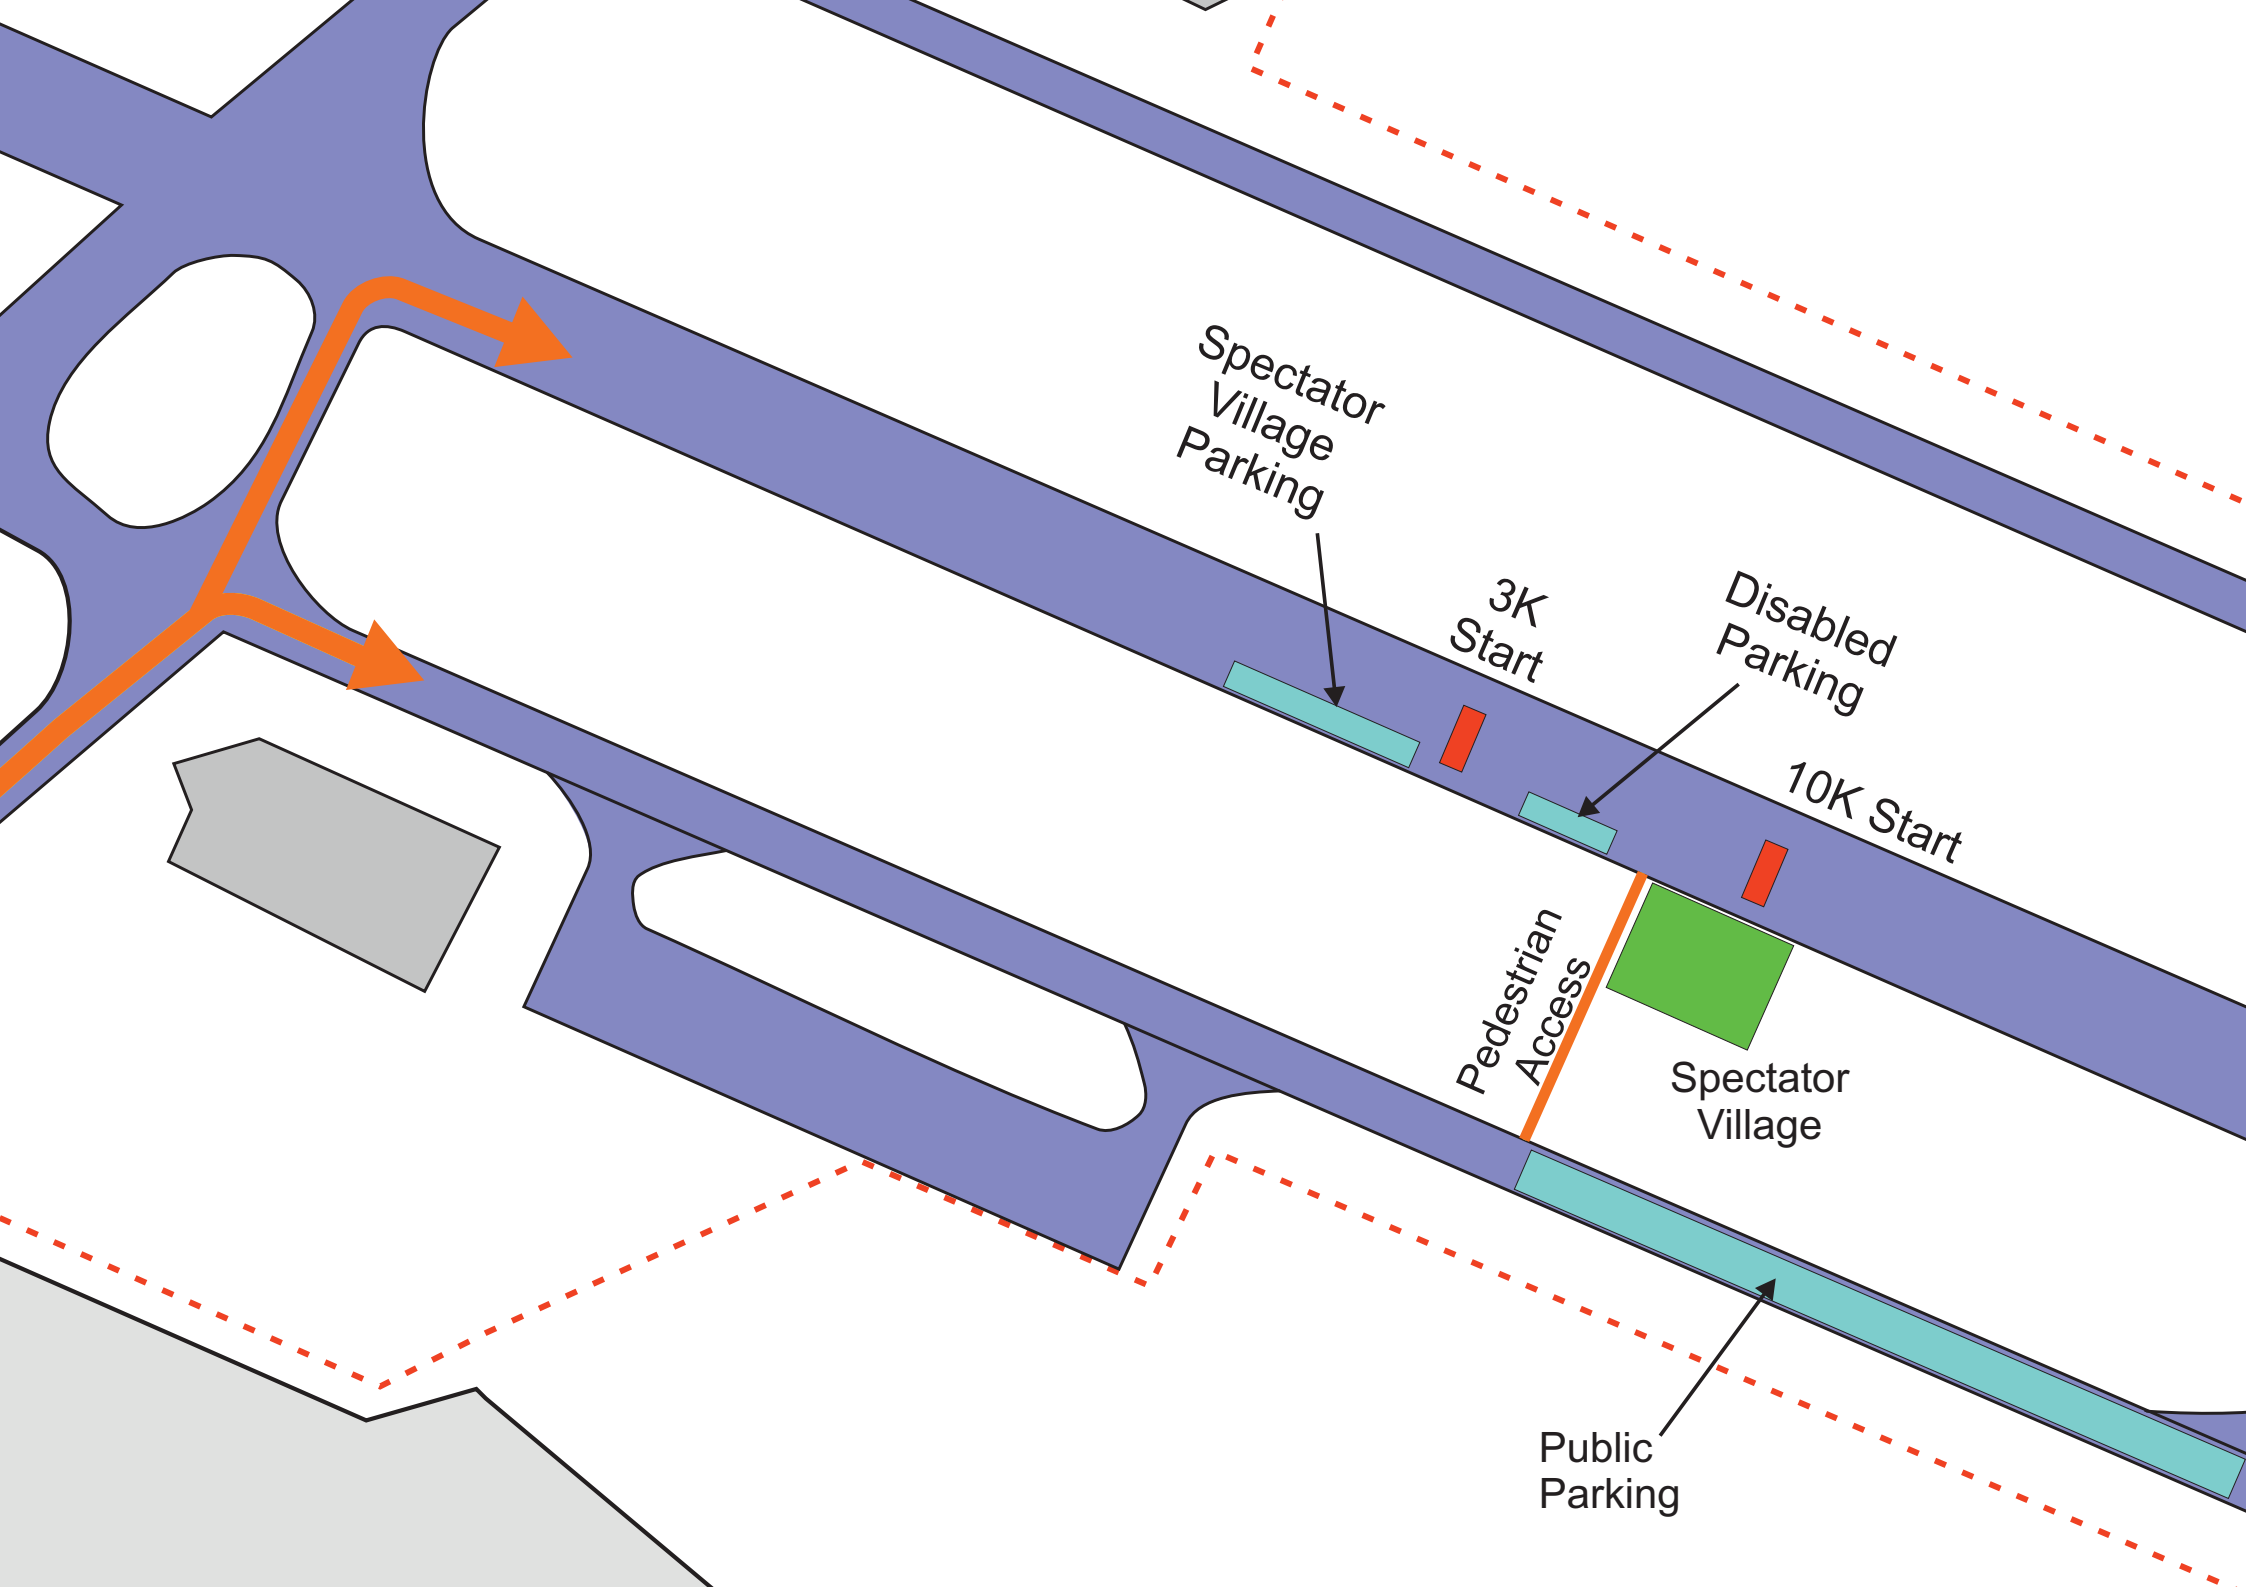 Spectator
Village
Parking
3K
Start
Disabled
Parking
10K Start
Pedestrian
Access
Spectator
Village
Public
Parking